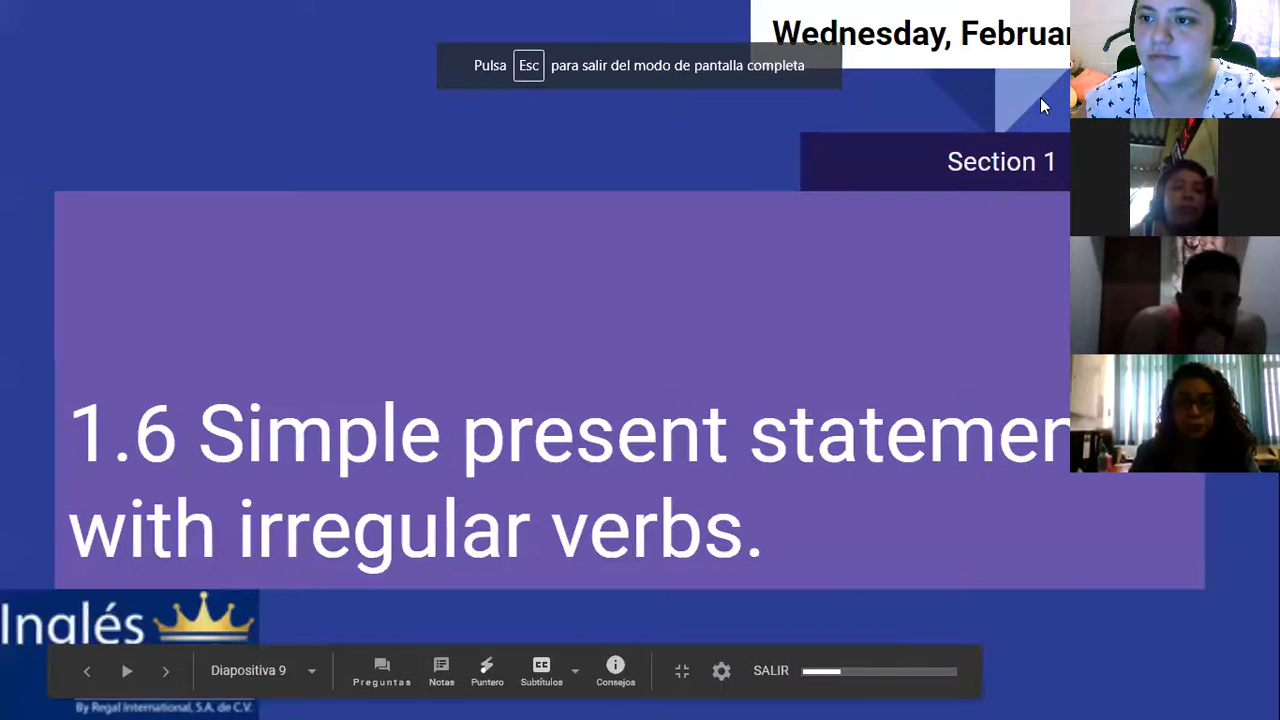 Wednesday, Februar
Pulsa Esc para salir del modo de pantalla completa
Section 1
1.6 Simple present statemen
with irregular verbs.
Inglés
Diapositiva 9
Preguntas
Notas
Puntero
Subtítulos
Consejos
SALIR
By Regal International, S.A. de C.V.